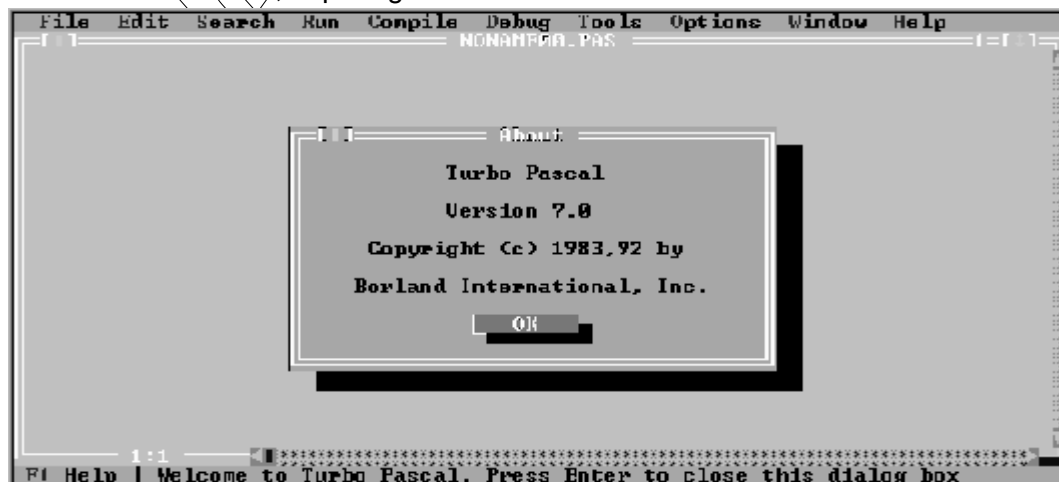 File Edit Search Run Compile Debug Tools Options Window Help
NONAME00.PAS
About
Turbo Pascal
Version 7.0
Copyright (c) 1983,92 by
Borland International, Inc.
OK
1:1
F1 Help | Welcome to Turbo Pascal. Press Enter to close this dialog box